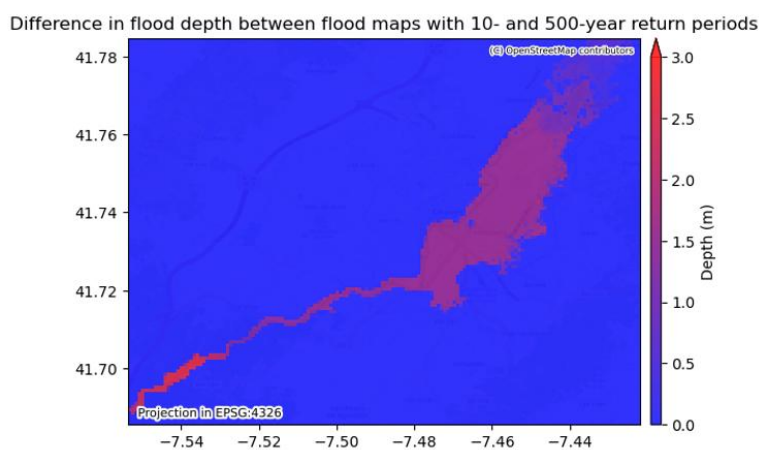 Difference in flood depth between flood maps with 10- and 500-year return periods
(C) OpenStreetMap contributors
41.78
41.76
41.74
41.72
41.70
Projection in EPSG:4326
−7.54 −7.52 −7.50 −7.48 −7.46 −7.44
3.0
2.5
2.0
1.5
1.0
0.5
0.0
Depth (m)